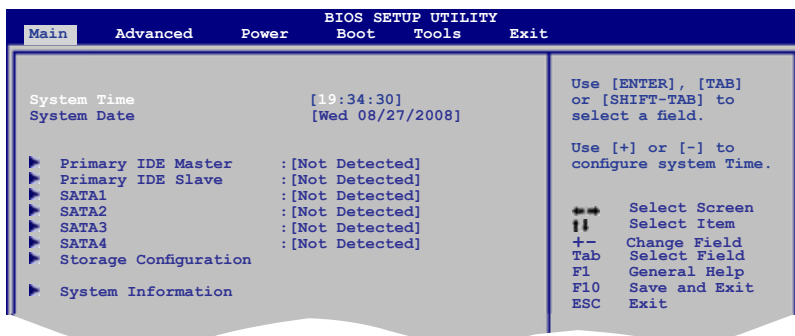 BIOS SETUP UTILITY
Main Advanced Power Boot Tools Exit
System Time [19:34:30]
System Date [Wed 08/27/2008]
Primary IDE Master :[Not Detected]
Primary IDE Slave :[Not Detected]
SATA1 :[Not Detected]
SATA2 :[Not Detected]
SATA3 :[Not Detected]
SATA4 :[Not Detected]
Storage Configuration
System Information
Use [ENTER], [TAB]
or [SHIFT-TAB] to
select a field.
Use [+] or [-] to
configure system Time.
Select Screen
Select Item
+- Change Field
Tab Select Field
F1 General Help
F10 Save and Exit
ESC Exit